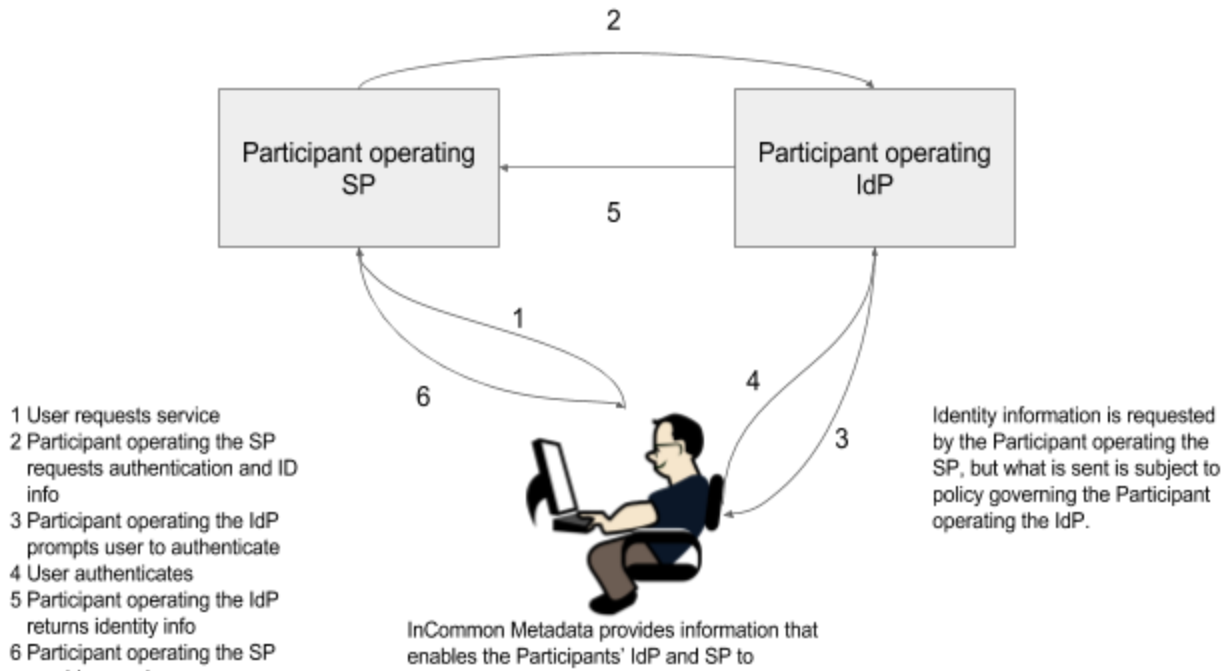 2
Participant operating
SP
Participant operating
IdP
5
1
6
4
3
1 User requests service
2 Participant operating the SP
requests authentication and ID
info
3 Participant operating the IdP
prompts user to authenticate
4 User authenticates
5 Participant operating the IdP
returns identity info
6 Participant operating the SP
Identity information is requested
by the Participant operating the
SP, but what is sent is subject to
policy governing the Participant
operating the IdP.
InCommon Metadata provides information that
enables the Participants' IdP and SP to